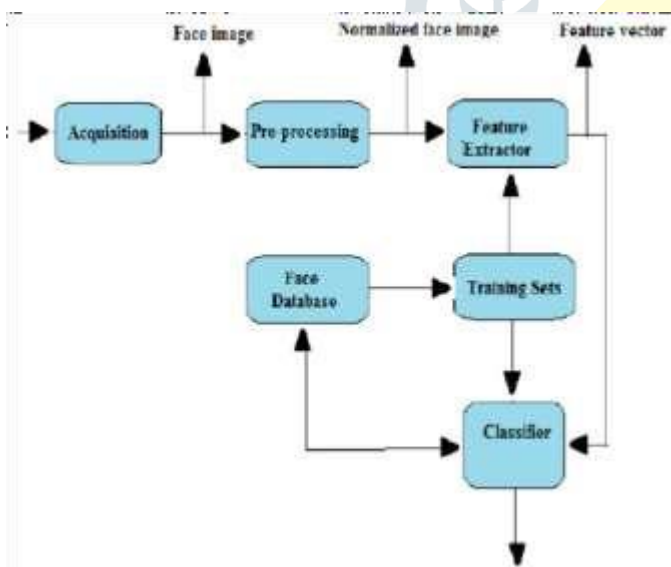 Face image
Normalized face image
Feature vector
Acquisition
Pre-processing
Feature
Extractor
Face
Database
Training Sets
Classifier